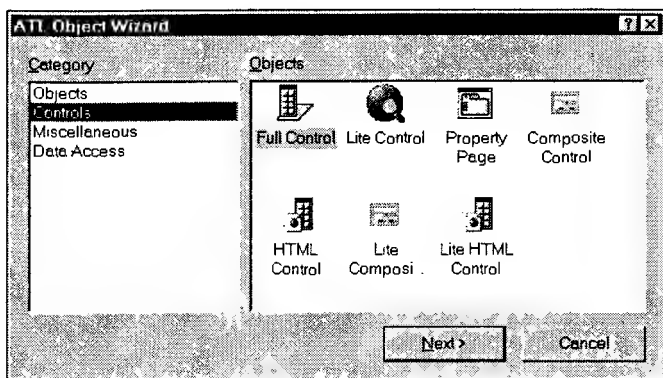 ATL Object Wizard
Category
Objects
Controls
Miscellaneous
Data Access
Objects
Full Control
Lite Control
Property
Page
Composite
Control
HTML
Control
Lite
Composi .
Lite HTML
Control
Next >
Cancel